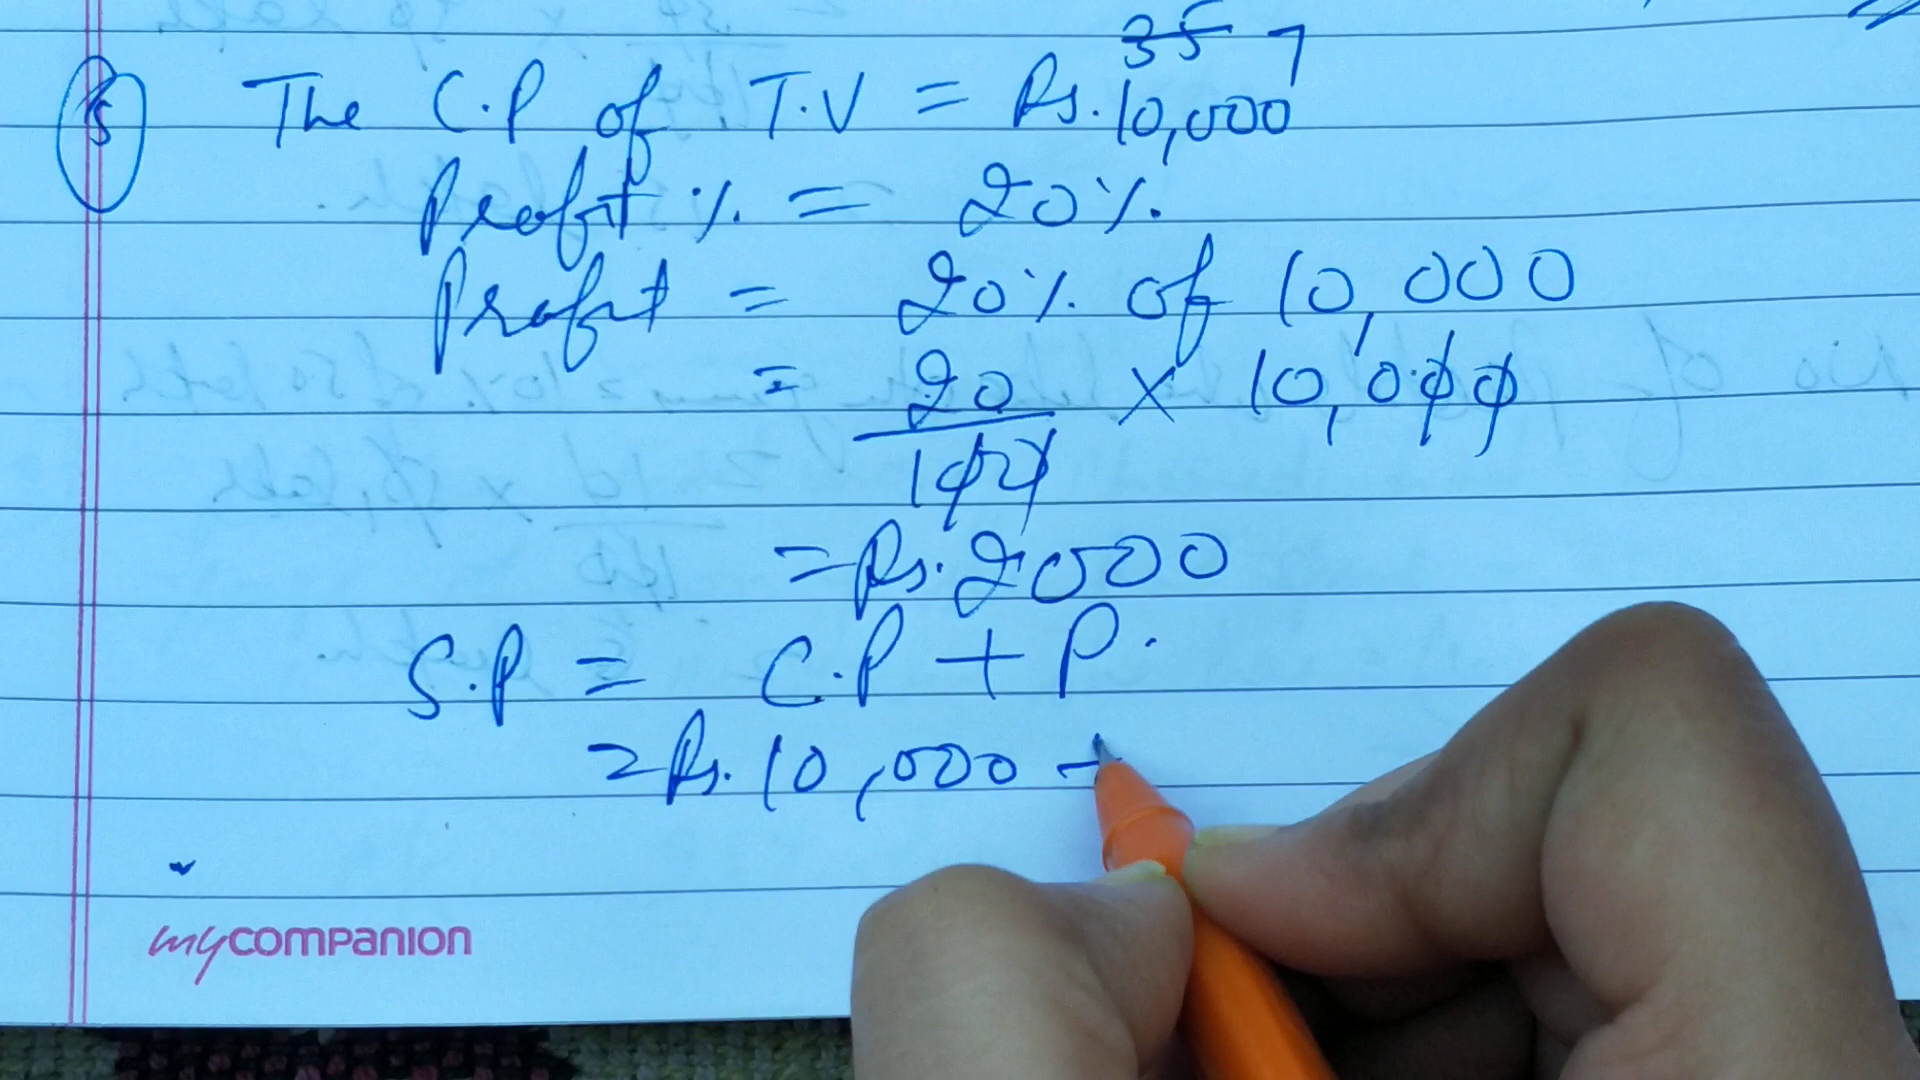 35 7
5 The C.P of T.V = Rs. 10,000
Profit % = 20%
Profit = 20% of 10,000
= 20/100 x 10,000
= Rs. 2000
S.P = C.P + P.
= Rs. 10,000 +
mycompanion